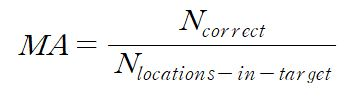 MA = N_correct / N_locations-in-target